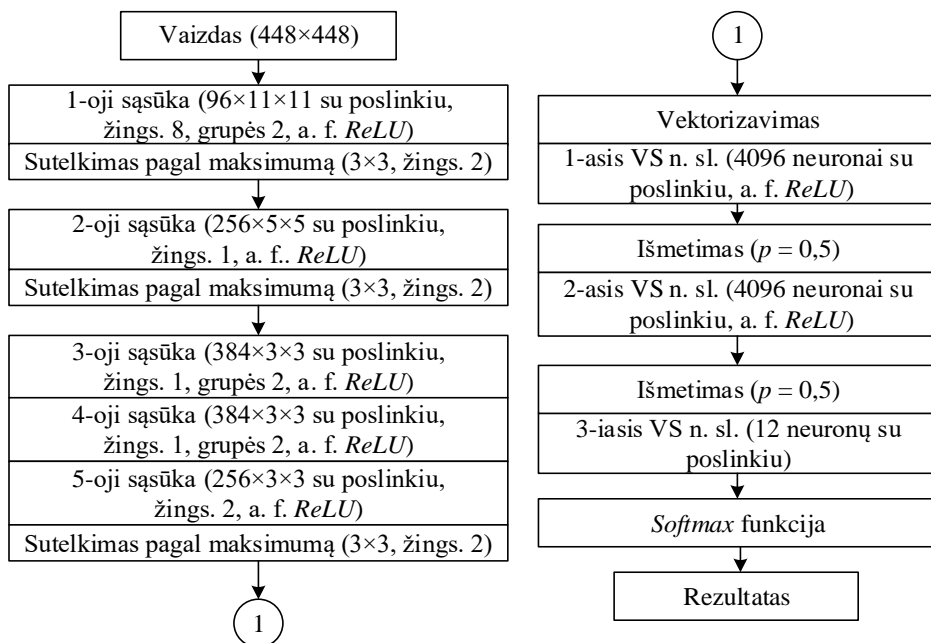 Vaizdas (448×448)
1-oji sąsūka (96×11×11 su poslinkiu,
žings. 8, grupės 2, a. f. ReLU)
Sutelkimas pagal maksimumą (3×3, žings. 2)
2-oji sąsūka (256×5×5 su poslinkiu,
žings. 1, a. f.. ReLU)
Sutelkimas pagal maksimumą (3×3, žings. 2)
3-oji sąsūka (384×3×3 su poslinkiu,
žings. 1, grupės 2, a. f. ReLU)
4-oji sąsūka (384×3×3 su poslinkiu,
žings. 1, grupės 2, a. f. ReLU)
5-oji sąsūka (256×3×3 su poslinkiu,
žings. 2, a. f. ReLU)
Sutelkimas pagal maksimumą (3×3, žings. 2)
1
1
Vektorizavimas
1-asis VS n. sl. (4096 neuronai su
poslinkiu, a. f. ReLU)
Išmetimas (p = 0,5)
2-asis VS n. sl. (4096 neuronai su
poslinkiu, a. f. ReLU)
Išmetimas (p = 0,5)
3-iasis VS n. sl. (12 neuronų su
poslinkiu)
Softmax funkcija
Rezultatas